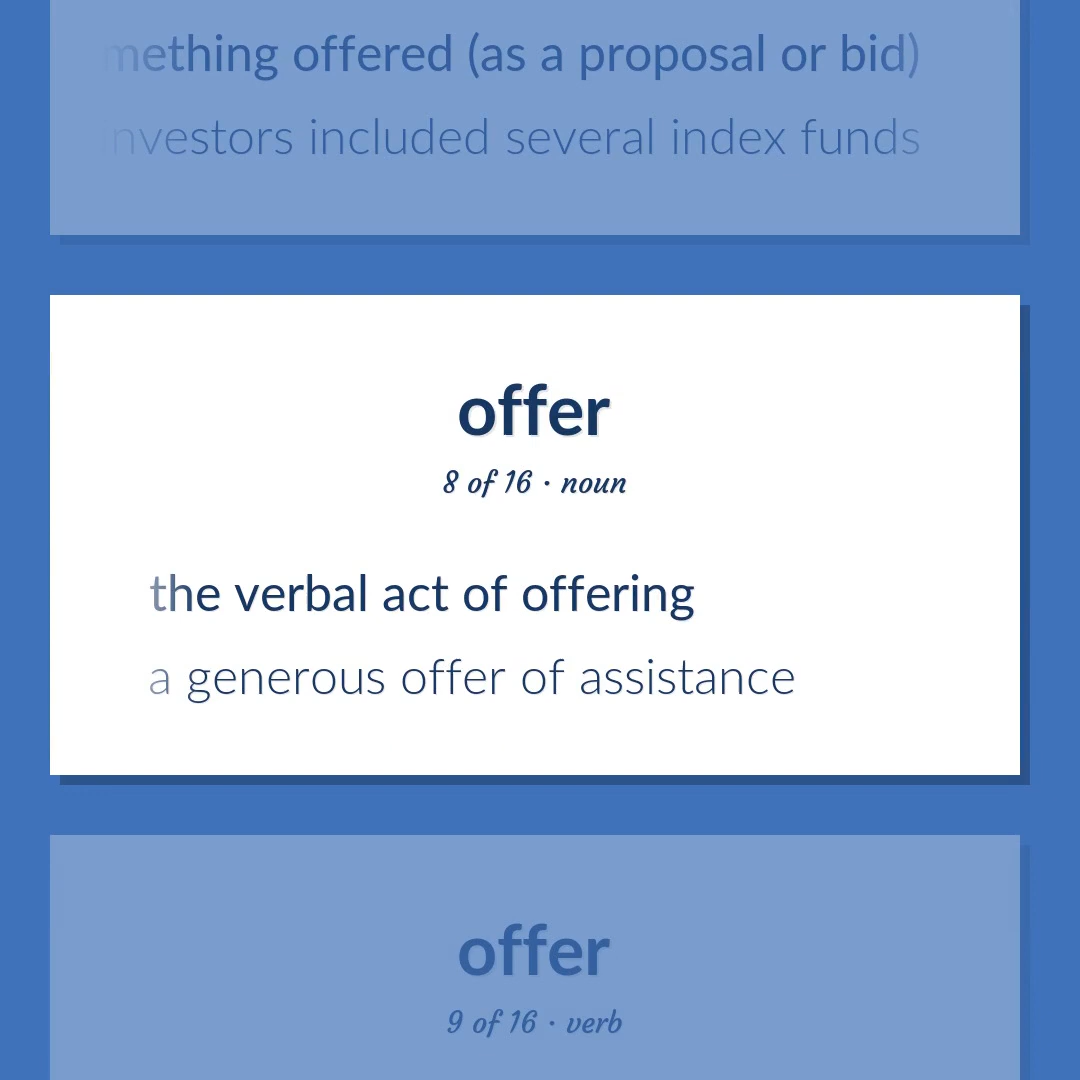 mething offered (as a proposal or bid)
nvestors included several index funds
offer
8 of 16 · noun
the verbal act of offering
a generous offer of assistance
offer
9 of 16 · verb